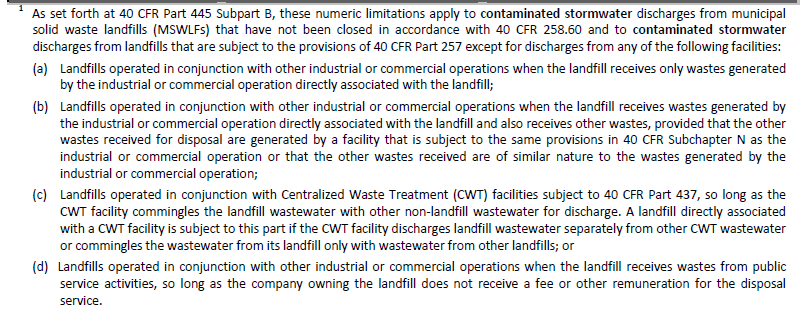 1 As set forth at 40 CFR Part 445 Subpart B, these numeric limitations apply to contaminated stormwater discharges from municipal
solid waste landfills (MSWLFs) that have not been closed in accordance with 40 CFR 258.60 and to contaminated stormwater
discharges from landfills that are subject to the provisions of 40 CFR Part 257 except for discharges from any of the following facilities:
(a) Landfills operated in conjunction with other industrial or commercial operations when the landfill receives only wastes generated
by the industrial or commercial operation directly associated with the landfill;
(b) Landfills operated in conjunction with other industrial or commercial operations when the landfill receives wastes generated by
the industrial or commercial operation directly associated with the landfill and also receives other wastes, provided that the other
wastes received for disposal are generated by a facility that is subject to the same provisions in 40 CFR Subchapter N as the
industrial or commercial operation or that the other wastes received are of similar nature to the wastes generated by the
industrial or commercial operation;
(c) Landfills operated in conjunction with Centralized Waste Treatment (CWT) facilities subject to 40 CFR Part 437, so long as the
CWT facility commingles the landfill wastewater with other non-landfill wastewater for discharge. A landfill directly associated
with a CWT facility is subject to this part if the CWT facility discharges landfill wastewater separately from other CWT wastewater
or commingles the wastewater from its landfill only with wastewater from other landfills; or
(d) Landfills operated in conjunction with other industrial or commercial operations when the landfill receives wastes from public
service activities, so long as the company owning the landfill does not receive a fee or other remuneration for the disposal
service.